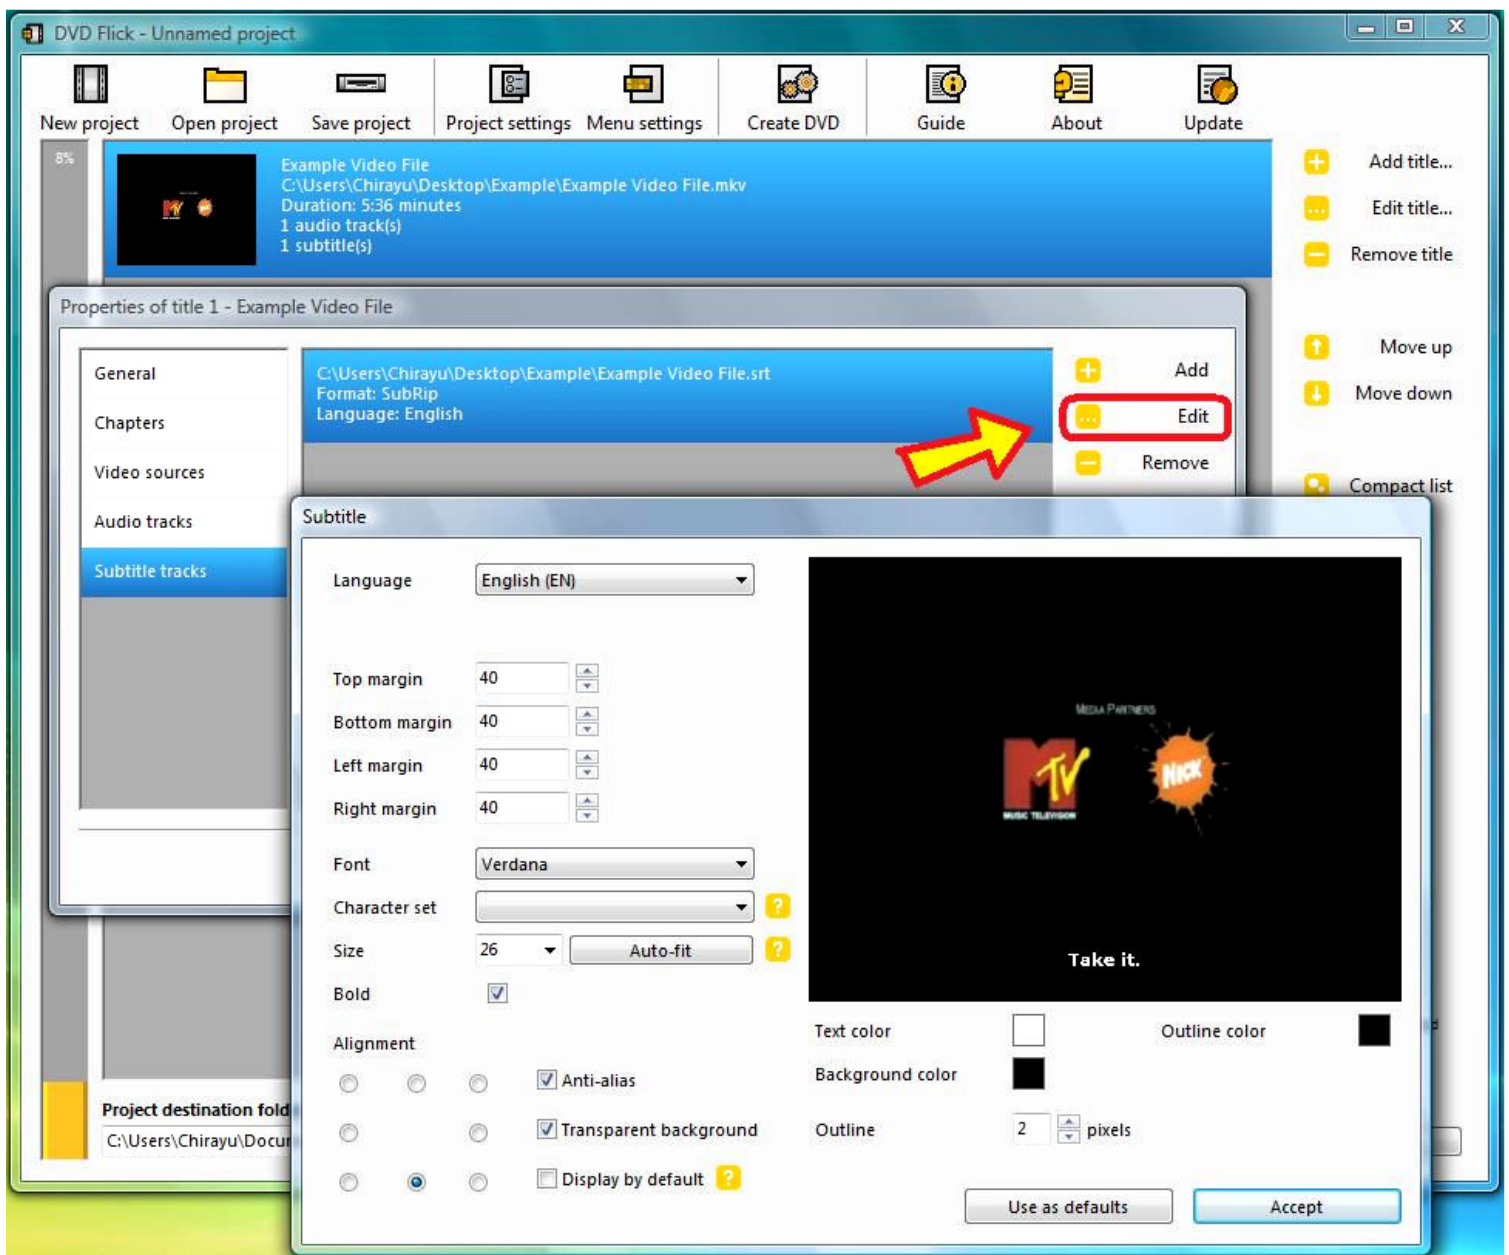 DVD Flick - Unnamed project
New project
Open project
Save project
Project settings
Menu settings
Create DVD
Guide
About
Update
8%
Example Video File
C:\Users\Chirayu\Desktop\Example\Example Video File.mkv
Duration: 5:36 minutes
1 audio track(s)
1 subtitle(s)
Add title...
Edit title...
Remove title
Move up
Move down
Compact list
Properties of title 1 - Example Video File
General
Chapters
Video sources
Audio tracks
Subtitle tracks
C:\Users\Chirayu\Desktop\Example\Example Video File.srt
Format: SubRip
Language: English
Add
Edit
Remove
Subtitle
Language
English (EN)
Top margin
40
Bottom margin
40
Left margin
40
Right margin
40
Font
Verdana
Character set
Size
26
Auto-fit
Bold
Alignment
Anti-alias
Transparent background
Display by default
MEDIA PARTNERS
MTV
MUSIC TELEVISION
NICK
Take it.
Text color
Outline color
Background color
Outline
2
pixels
Use as defaults
Accept
Project destination fold
C:\Users\Chirayu\Docu